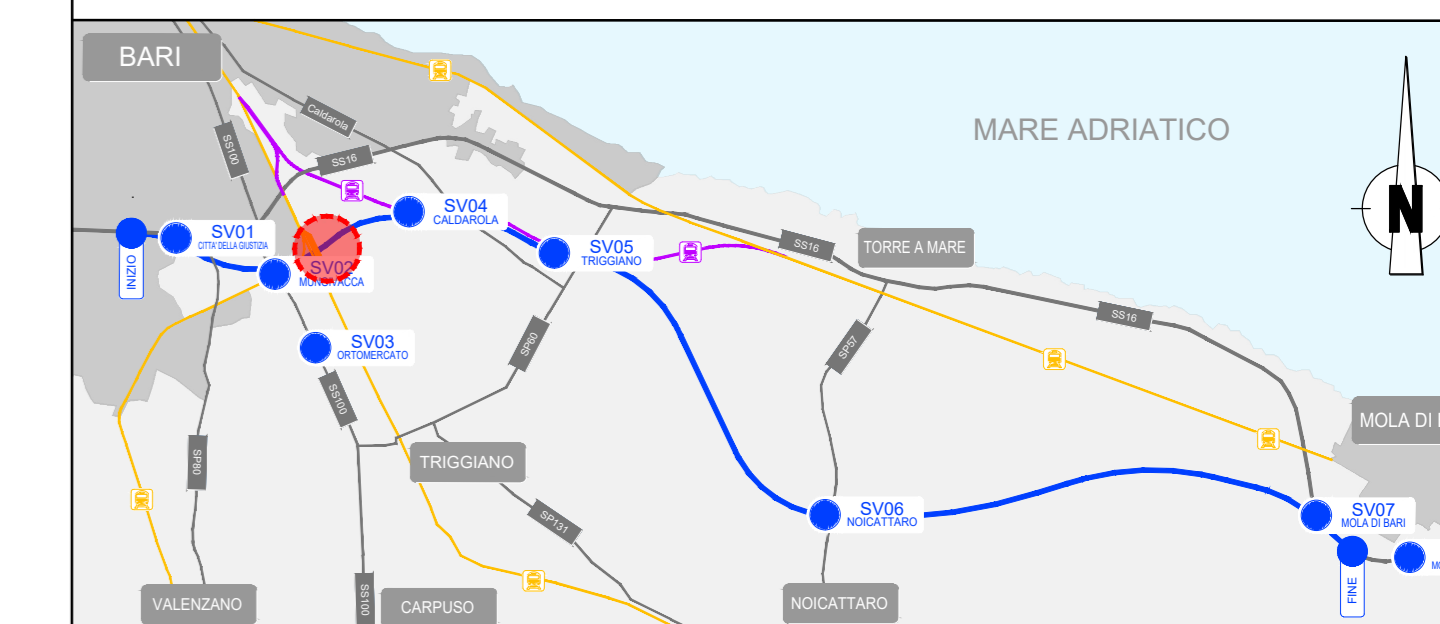 BARI
MARE ADRIATICO
Caldarola
SS100
SS16
N
SV04
CALDAROLA
SV01
CITTA' DELLA GIUSTIZIA
SV05
TRIGGIANO
SS16
TORRE A MARE
INIZIO
SV02
MUNGIVACCA
SS16
SV03
ORTOMERCATO
SP60
SP57
SS100
MOLA DI
SP80
TRIGGIANO
SV06
NOICATTARO
SV07
MOLA DI BARI
SP131
MO
FINE
VALENZANO
SS100
CARPUSO
NOICATTARO